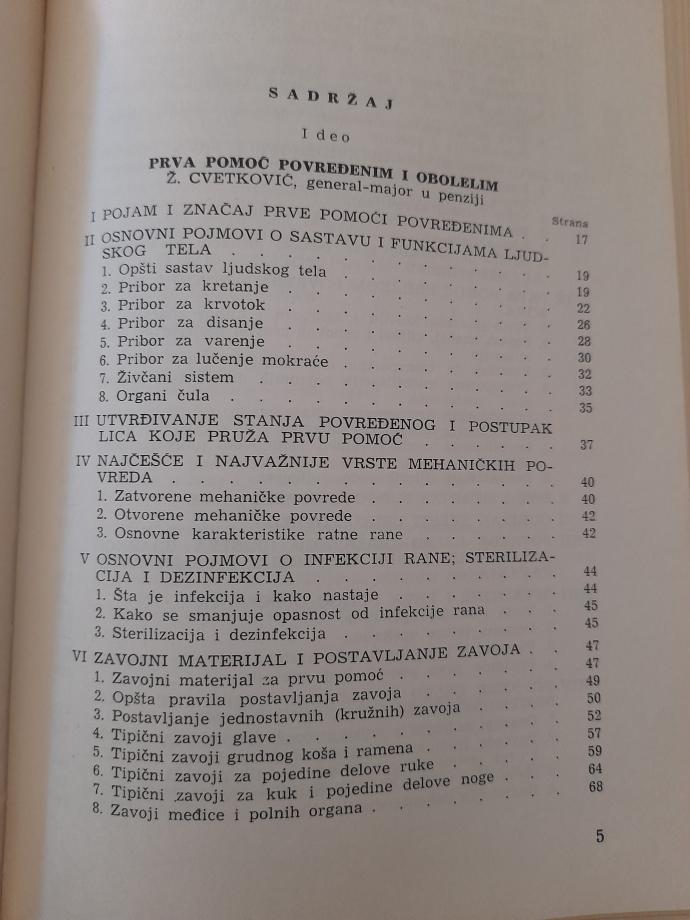 SADRŽAJ
I deo
PRVA POMOĆ POVREĐENIM I OBOLELIM
Ž. CVETKOVIĆ, general-major u penziji
Strana
I POJAM I ZNAČAJ PRVE POMOĆI POVREĐENIMA . . 17
II OSNOVNI POJMOVI O SASTAVU I FUNKCIJAMA LJUD-
SKOG TELA . . . . . . . . . . 19
1. Opšti sastav ljudskog tela . . . . . . 19
2. Pribor za kretanje . . . . . . . . 22
3. Pribor za krvotok . . . . . . . . 26
4. Pribor za disanje . . . . . . . . 28
5. Pribor za varenje . . . . . . . . 30
6. Pribor za lučenje mokraće . . . . . . 32
7. Živčani sistem . . . . . . . . . 33
8. Organi čula . . . . . . . . . . 35
III UTVRĐIVANJE STANJA POVREĐENOG I POSTUPAK
LICA KOJE PRUŽA PRVU POMOĆ . . . . . 37
IV NAJČEŠĆE I NAJVAŽNIJE VRSTE MEHANIČKIH PO-
VREDA . . . . . . . . . . . . . 40
1. Zatvorene mehaničke povrede . . . . . . 40
2. Otvorene mehaničke povrede . . . . . . 42
3. Osnovne karakteristike ratne rane . . . . . 42
V OSNOVNI POJMOVI O INFEKCIJI RANE; STERILIZA-
CIJA I DEZINFEKCIJA . . . . . . . . . 44
1. Šta je infekcija i kako nastaje . . . . . . 44
2. Kako se smanjuje opasnost od infekcije rana . . . 45
3. Sterilizacija i dezinfekcija . . . . . . . 45
VI ZAVOJNI MATERIJAL I POSTAVLJANJE ZAVOJA . . 47
1. Zavojni materijal za prvu pomoć . . . . . 47
2. Opšta pravila postavljanja zavoja . . . . . 49
3. Postavljanje jednostavnih (kružnih) zavoja . . . 50
4. Tipični zavoji glave . . . . . . . . 52
5. Tipični zavoji grudnog koša i ramena . . . . 57
6. Tipični zavoji za pojedine delove ruke . . . . 59
7. Tipični zavoji za kuk i pojedine delove noge . . . 64
8. Zavoji međice i polnih organa . . . . . . 68
5